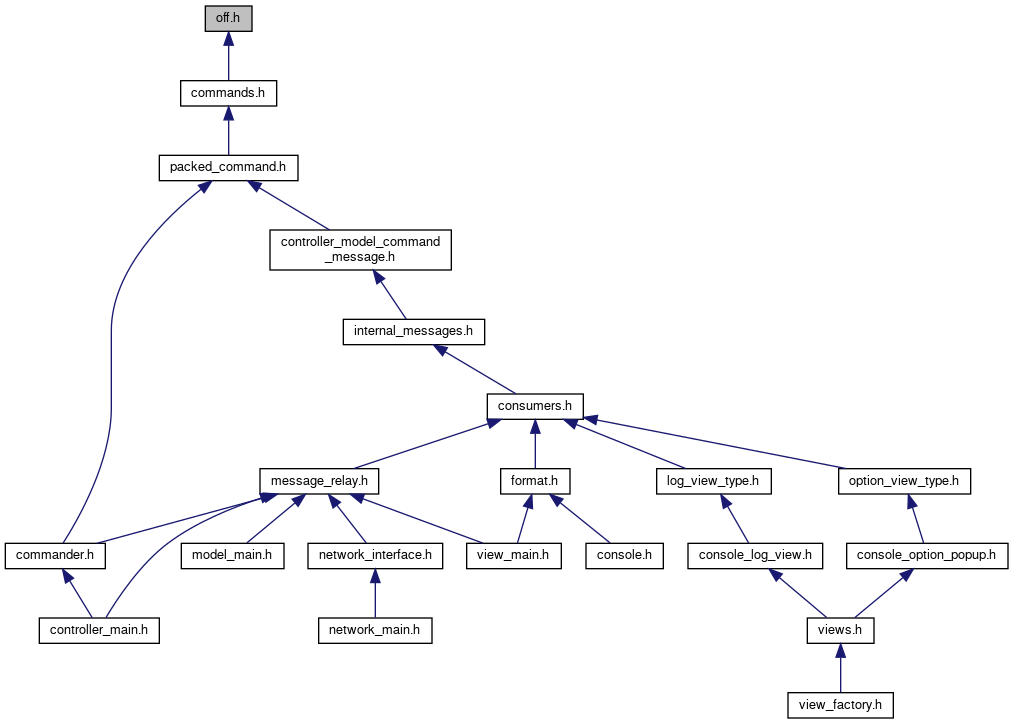 off.h
commands.h
packed_command.h
controller_model_command
_message.h
internal_messages.h
consumers.h
message_relay.h
format.h
log_view_type.h
option_view_type.h
commander.h
model_main.h
network_interface.h
view_main.h
console.h
console_log_view.h
console_option_popup.h
controller_main.h
network_main.h
views.h
view_factory.h